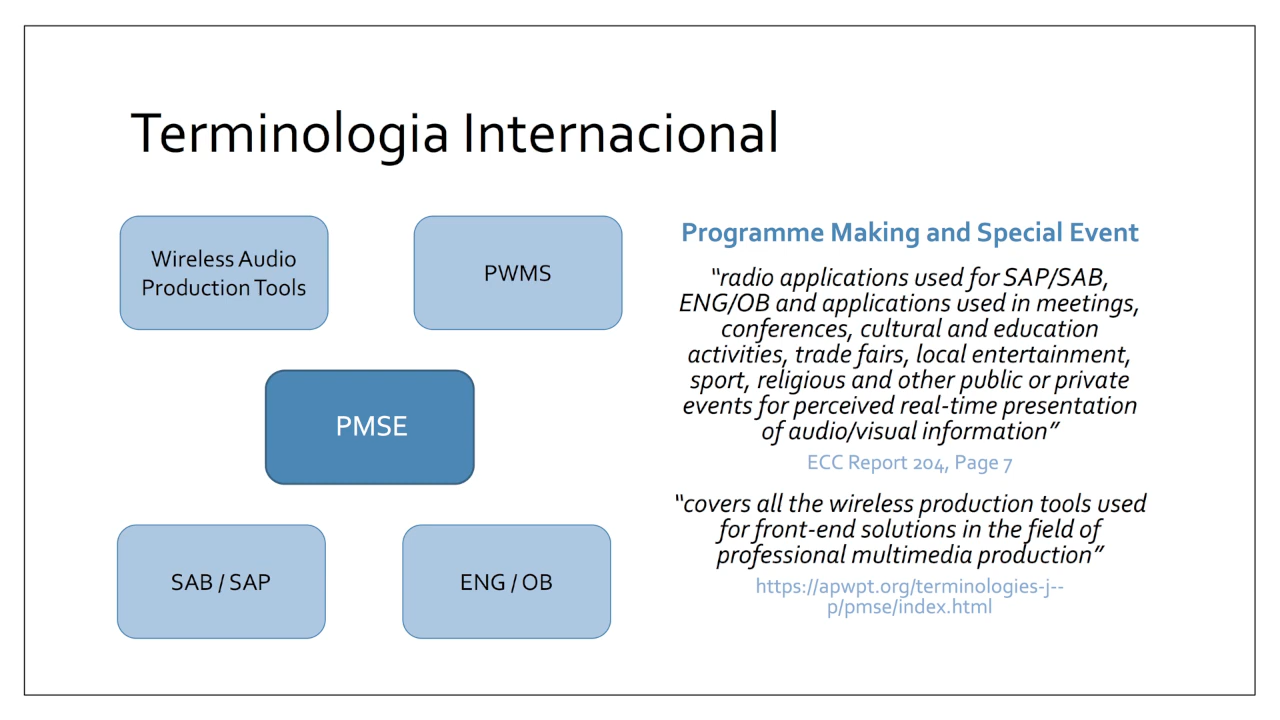 Terminologia Internacional
Wireless Audio
Production Tools
PWMS
PMSE
SAB / SAP
ENG / OB
Programme Making and Special Event
“radio applications used for SAP/SAB,
ENG/OB and applications used in meetings,
conferences, cultural and education
activities, trade fairs, local entertainment,
sport, religious and other public or private
events for perceived real-time presentation
of audio/visual information”
ECC Report 204, Page 7
“covers all the wireless production tools used
for front-end solutions in the field of
professional multimedia production”
https://apwpt.org/terminologies-j--
p/pmse/index.html